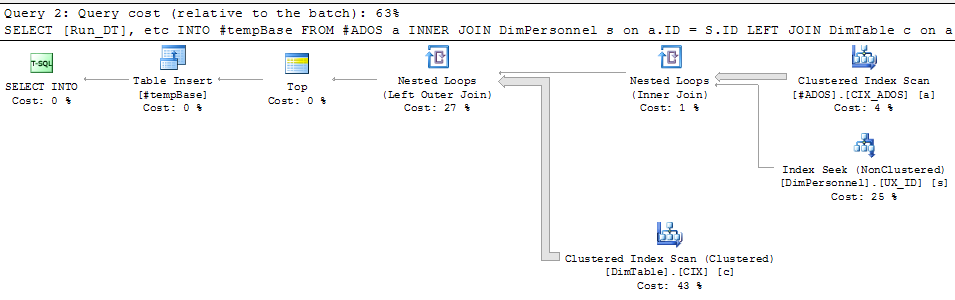 Query 2: Query cost (relative to the batch): 63%
SELECT [Run_DT], etc INTO #tempBase FROM #ADOS a INNER JOIN DimPersonnel s on a.ID = S.ID LEFT JOIN DimTable c on a
T-SQL
SELECT INTO
Cost: 0 %
Table Insert
[#tempBase]
Cost: 0 %
Top
Cost: 0 %
Nested Loops
(Left Outer Join)
Cost: 27 %
Nested Loops
(Inner Join)
Cost: 1 %
Clustered Index Scan
[#ADOS].[CIX_ADOS] [a]
Cost: 4 %
Index Seek (NonClustered)
[DimPersonnel].[UX_ID] [s]
Cost: 25 %
Clustered Index Scan (Clustered)
[DimTable].[CIX] [c]
Cost: 43 %